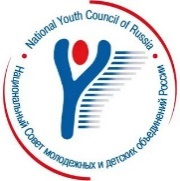 National Youth Council of Russia
Национальный Совет молодежных и детских объединений России